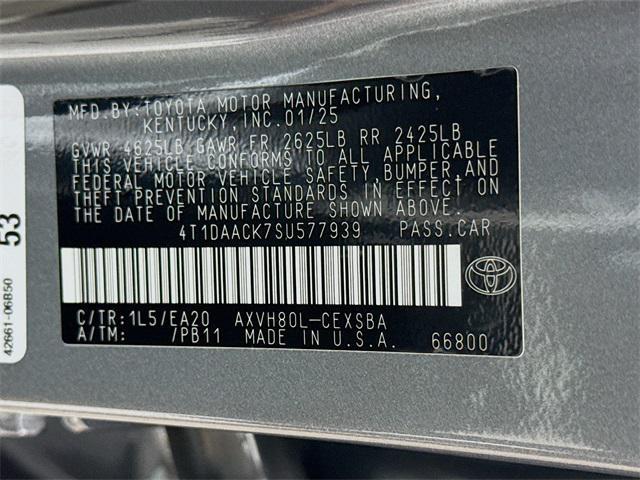 MFD.BY:TOYOTA MOTOR MANUFACTURING,
KENTUCKY,INC.01/25
GVWR 4625LB GAWR FR 2625LB RR 2425LB
THIS VEHICLE CONFORMS TO ALL APPLICABLE
FEDERAL MOTOR VEHICLE SAFETY,BUMPER,AND
THEFT PREVENTION STANDARDS IN EFFECT ON
THE DATE OF MANUFACTURE SHOWN ABOVE.
4T1DAACK7SU577939 PASS.CAR
C/TR:1L5/EA20 AXVH80L-CEXSBA
A/TM: /PB11 MADE IN U.S.A. 66800
53
42661-06B50